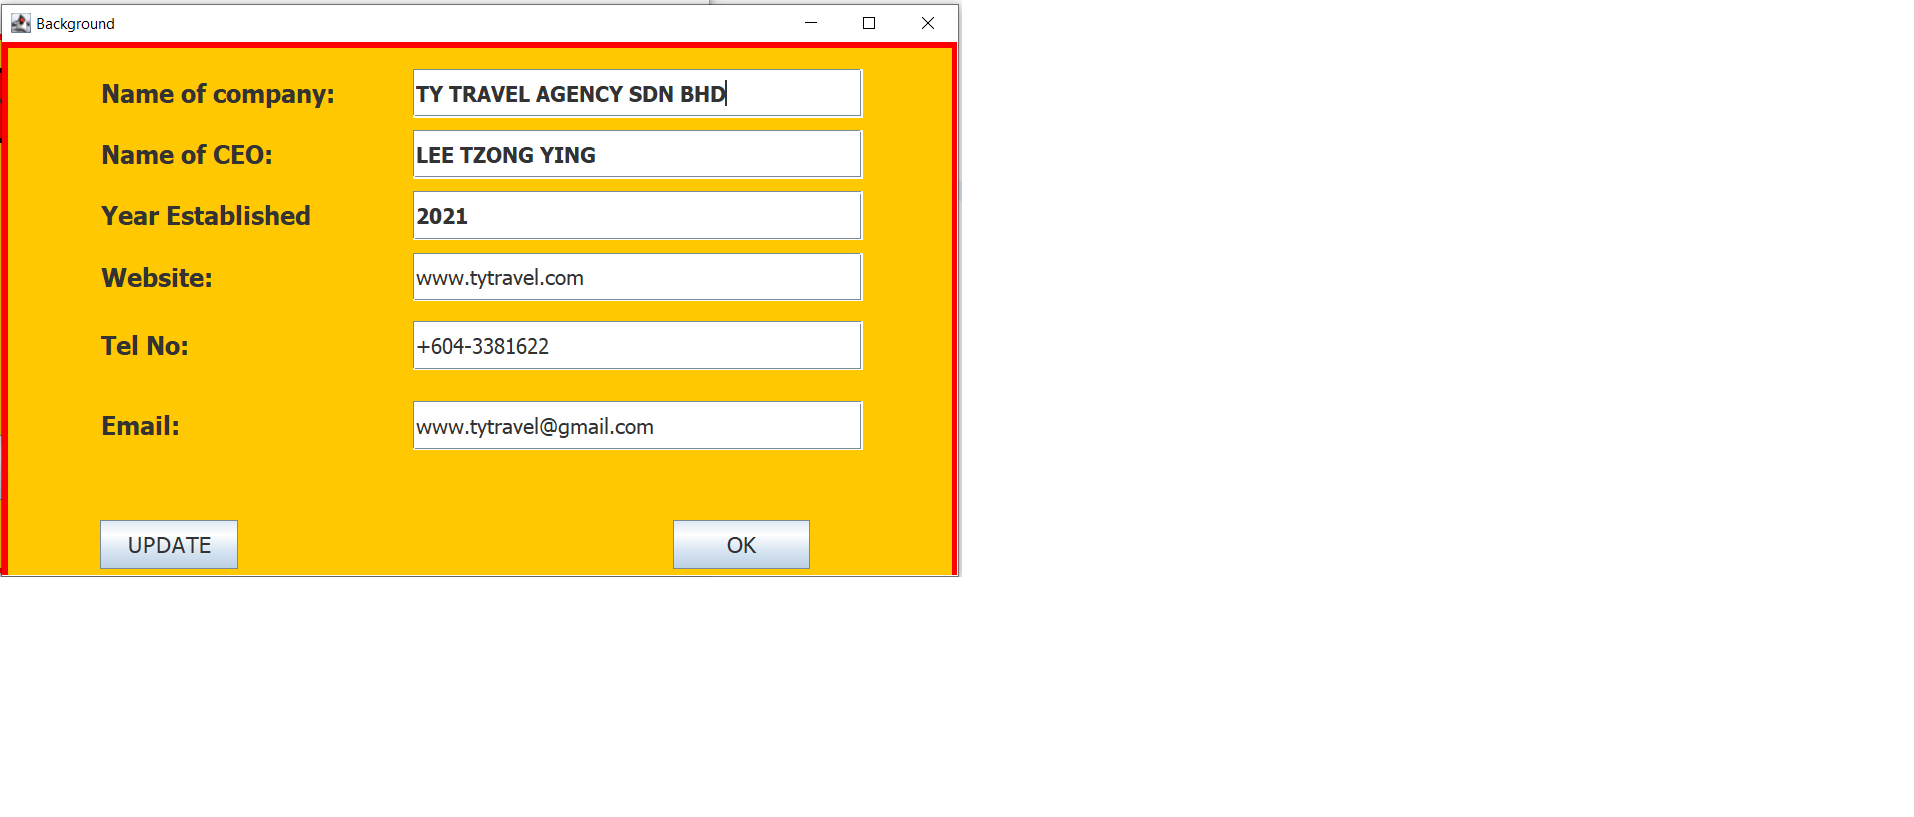 Background
Name of company: TY TRAVEL AGENCY SDN BHD
Name of CEO: LEE TZONG YING
Year Established 2021
Website: www.tytravel.com
Tel No: +604-3381622
Email: www.tytravel@gmail.com
UPDATE OK